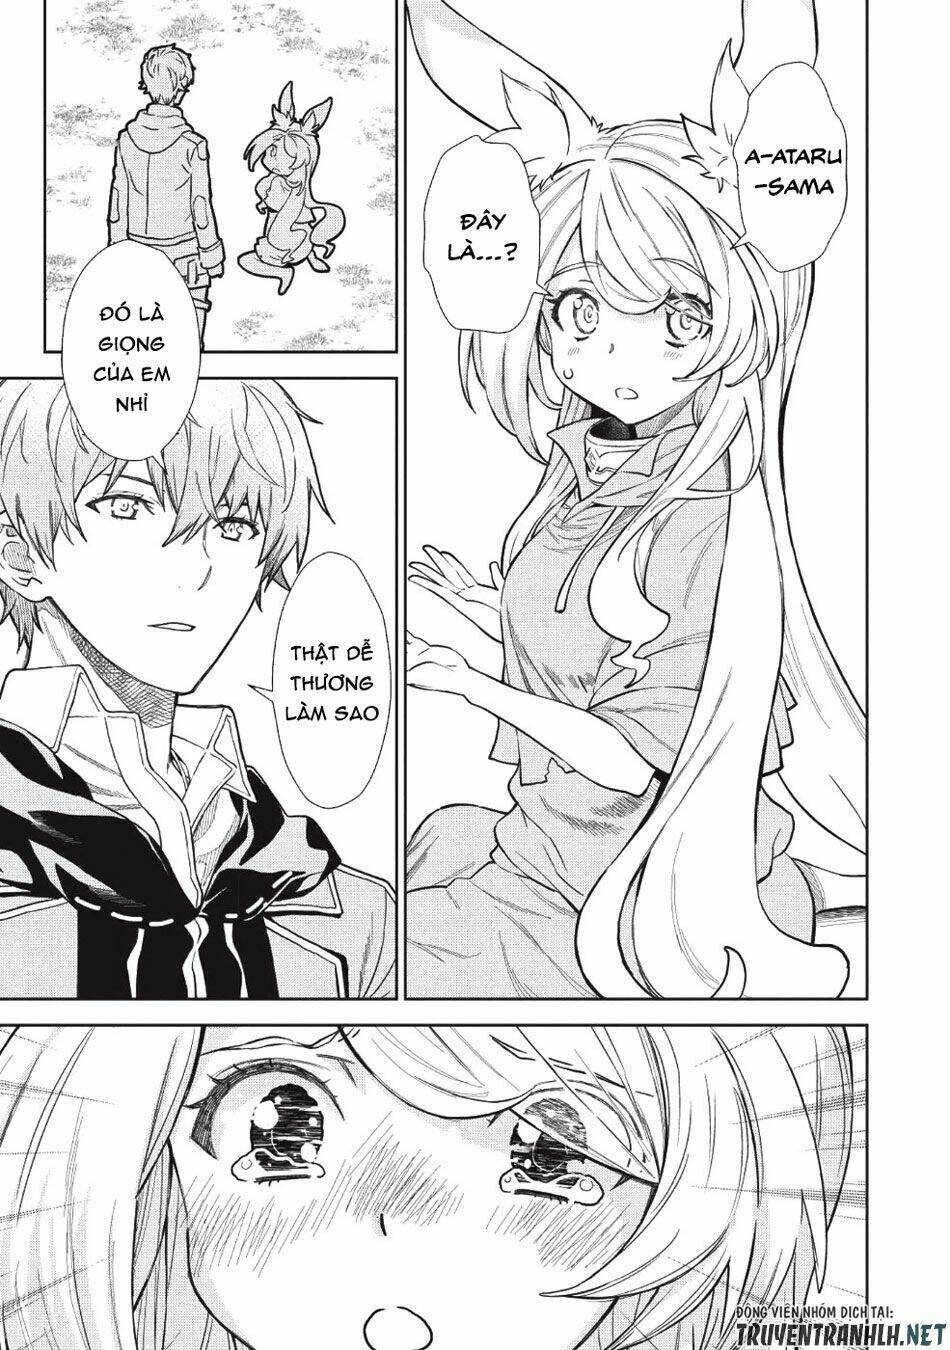 A-ATARU
-SAMA
ĐÂY
LÀ...?
ĐÓ LÀ
GIỌNG
CỦA EM
NHỈ
THẬT DỄ
THƯƠNG
LÀM SAO
ĐỘNG VIÊN NHÓM DỊCH TẠI:
TRUYENTRANHLH.NET